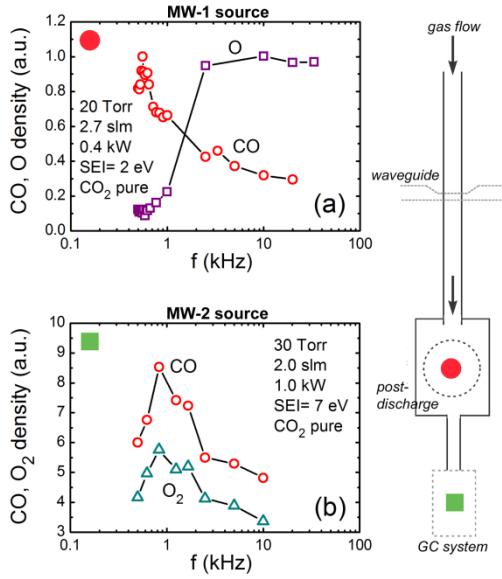 MW-1 source
CO, O density (a.u.)
1.2
1.0
0.8
0.6
0.4
0.2
0.0
O
CO
20 Torr
2.7 slm
0.4 kW
SEI= 2 eV
CO₂ pure
(a)
0.1 1 10 100
f (kHz)
gas flow
waveguide
post-
discharge
GC system
MW-2 source
CO, O₂ density (a.u.)
10
9
8
7
6
5
4
3
CO
O₂
30 Torr
2.0 slm
1.0 kW
SEI= 7 eV
CO₂ pure
(b)
0.1 1 10 100
f (kHz)